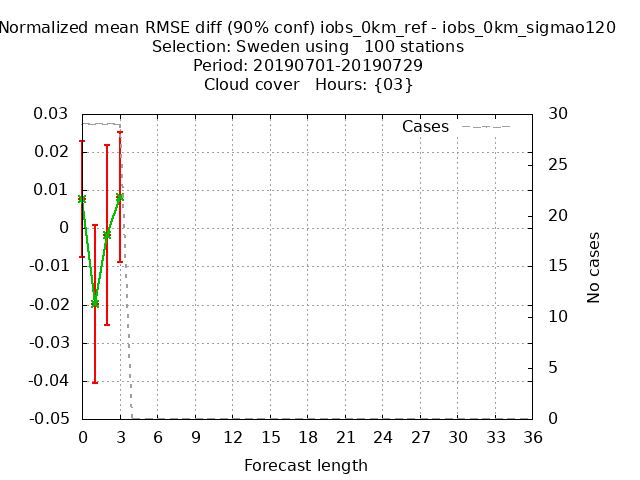 Normalized mean RMSE diff (90% conf) iobs_0km_ref - iobs_0km_sigmao120
Selection: Sweden using   100 stations
Period: 20190701-20190729
Cloud cover   Hours: {03}
Cases
0.03
0.02
0.01
0
-0.01
-0.02
-0.03
-0.04
-0.05
30
25
20
15
10
5
0
No cases
0 3 6 9 12 15 18 21 24 27 30 33 36
Forecast length